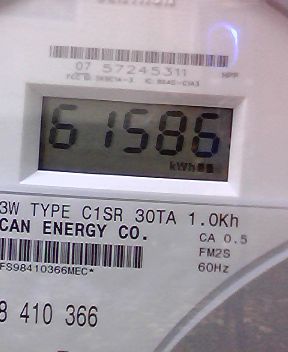 07 57245311
NPP
61586
kWh
3W TYPE C1SR 30TA 1.0Kh
CAN ENERGY CO.
CA 0.5
FM2S
60Hz
FS98410366MEC*
8 410 366